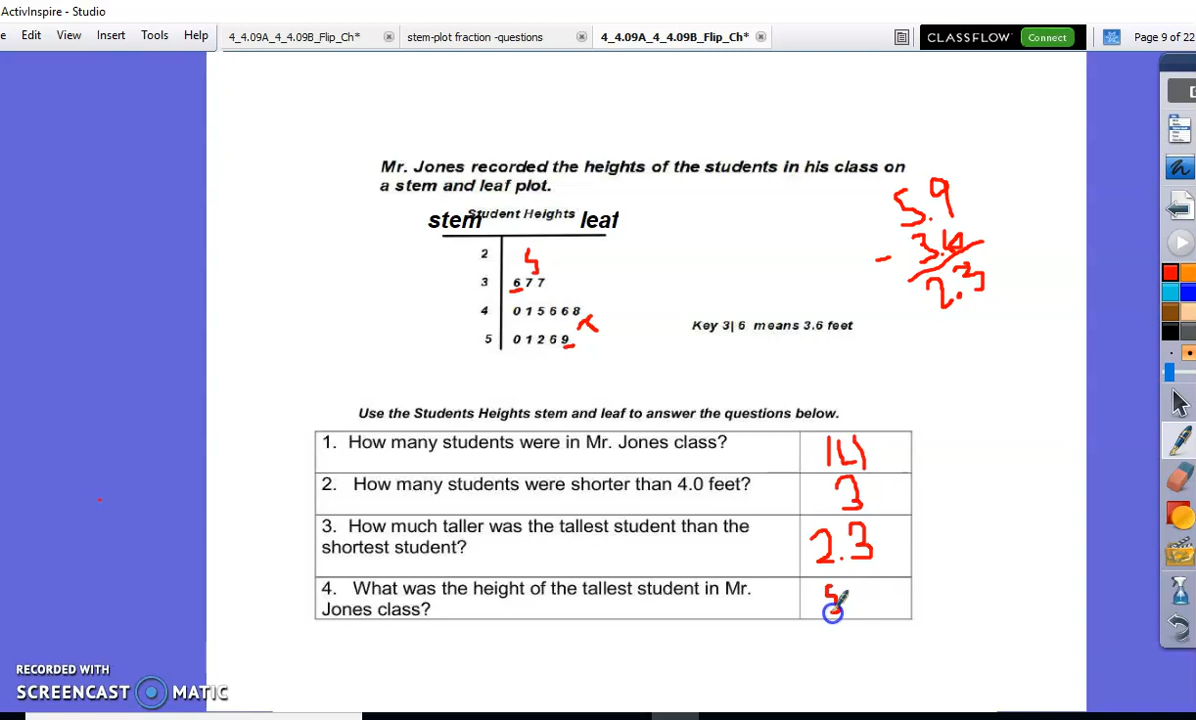 ActivInspire - Studio
e Edit View Insert Tools Help
4_4.09A_4_4.09B_Flip_Ch* stem-plot fraction -questions 4_4.09A_4_4.09B_Flip_Ch*
CLASSFLOW Connect Page 9 of 22
Mr. Jones recorded the heights of the students in his class on
a stem and leaf plot.
Student Heights
stem leaf
2
3 6 7 7
4 0 1 5 6 6 8
5 0 1 2 6 9
Key 3| 6 means 3.6 feet
5.9
- 3.6
2.3
Use the Students Heights stem and leaf to answer the questions below.
1. How many students were in Mr. Jones class? 14
2. How many students were shorter than 4.0 feet? 3
3. How much taller was the tallest student than the
shortest student? 2.3
4. What was the height of the tallest student in Mr.
Jones class? 5
RECORDED WITH
SCREENCAST MATIC